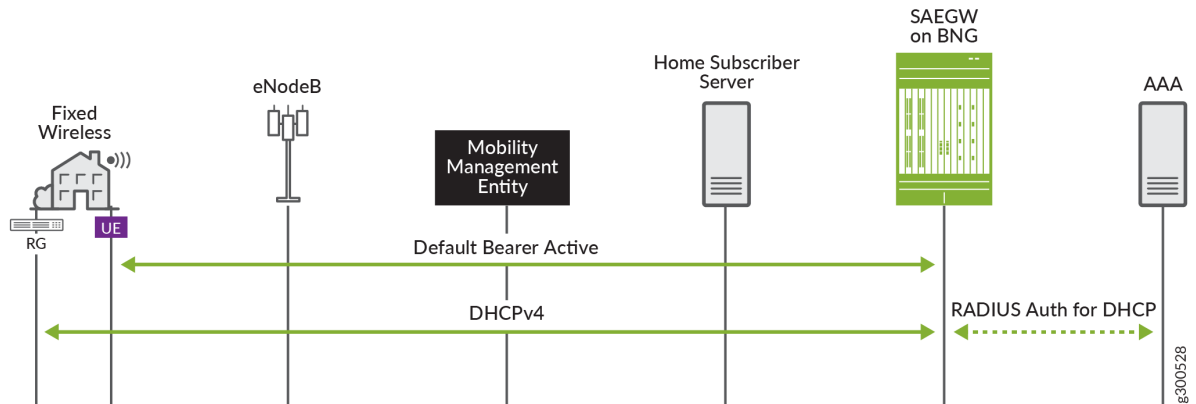 SAEGW
on BNG
Home Subscriber
Server
eNodeB
AAA
Fixed
Wireless
Mobility
Management
Entity
RG
UE
Default Bearer Active
DHCPv4
RADIUS Auth for DHCP
g300528